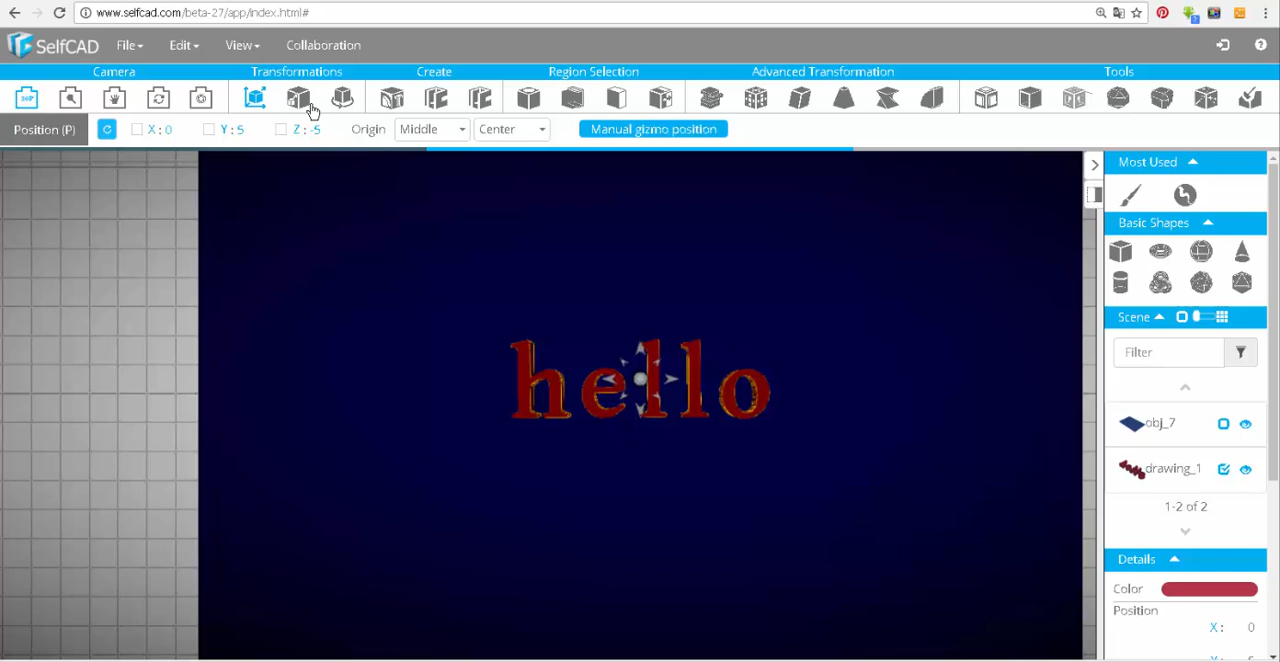 www.selfcad.com/beta-27/app/index.html#
SelfCAD File Edit View Collaboration
Camera Transformations Create Region Selection Advanced Transformation Tools
Position (P) X: 0 Y: 5 Z: -5 Origin Middle Center Manual gizmo position
Most Used
Basic Shapes
Scene
Filter
obj_7
drawing_1
1-2 of 2
Details
Color
Position
X: 0
hello